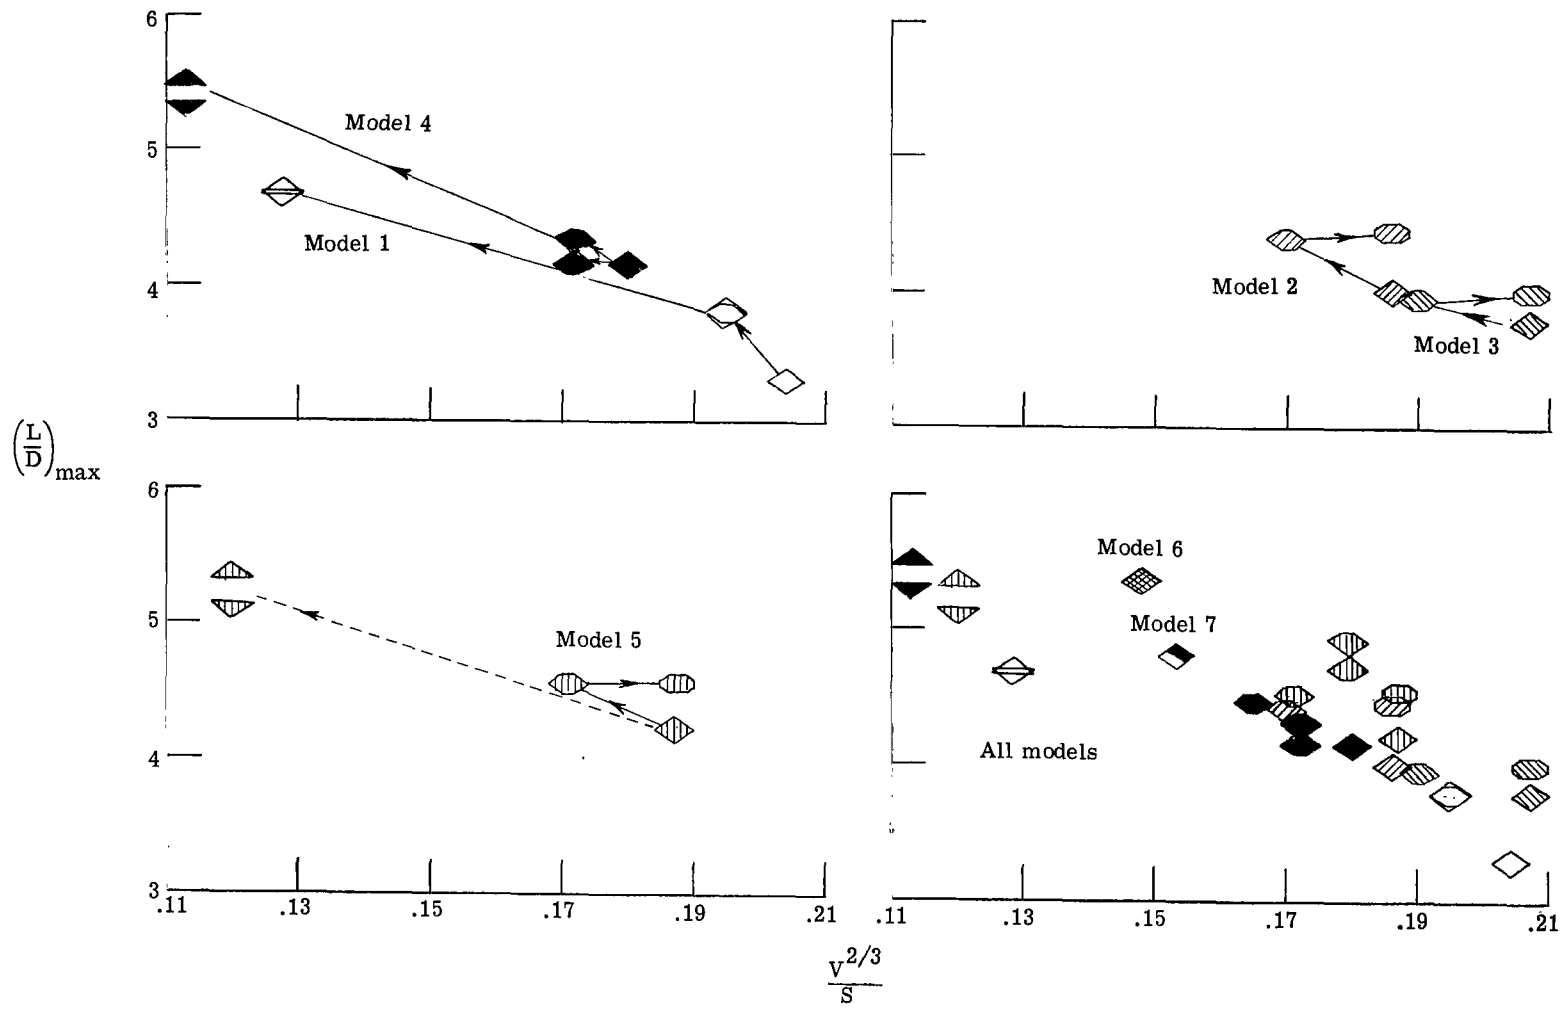 6
5
4
3
Model 4
Model 1
Model 2
Model 3
(L/D)max
6
5
4
3
Model 5
Model 6
Model 7
All models
.11 .13 .15 .17 .19 .21
.11 .13 .15 .17 .19 .21
V^2/3
S